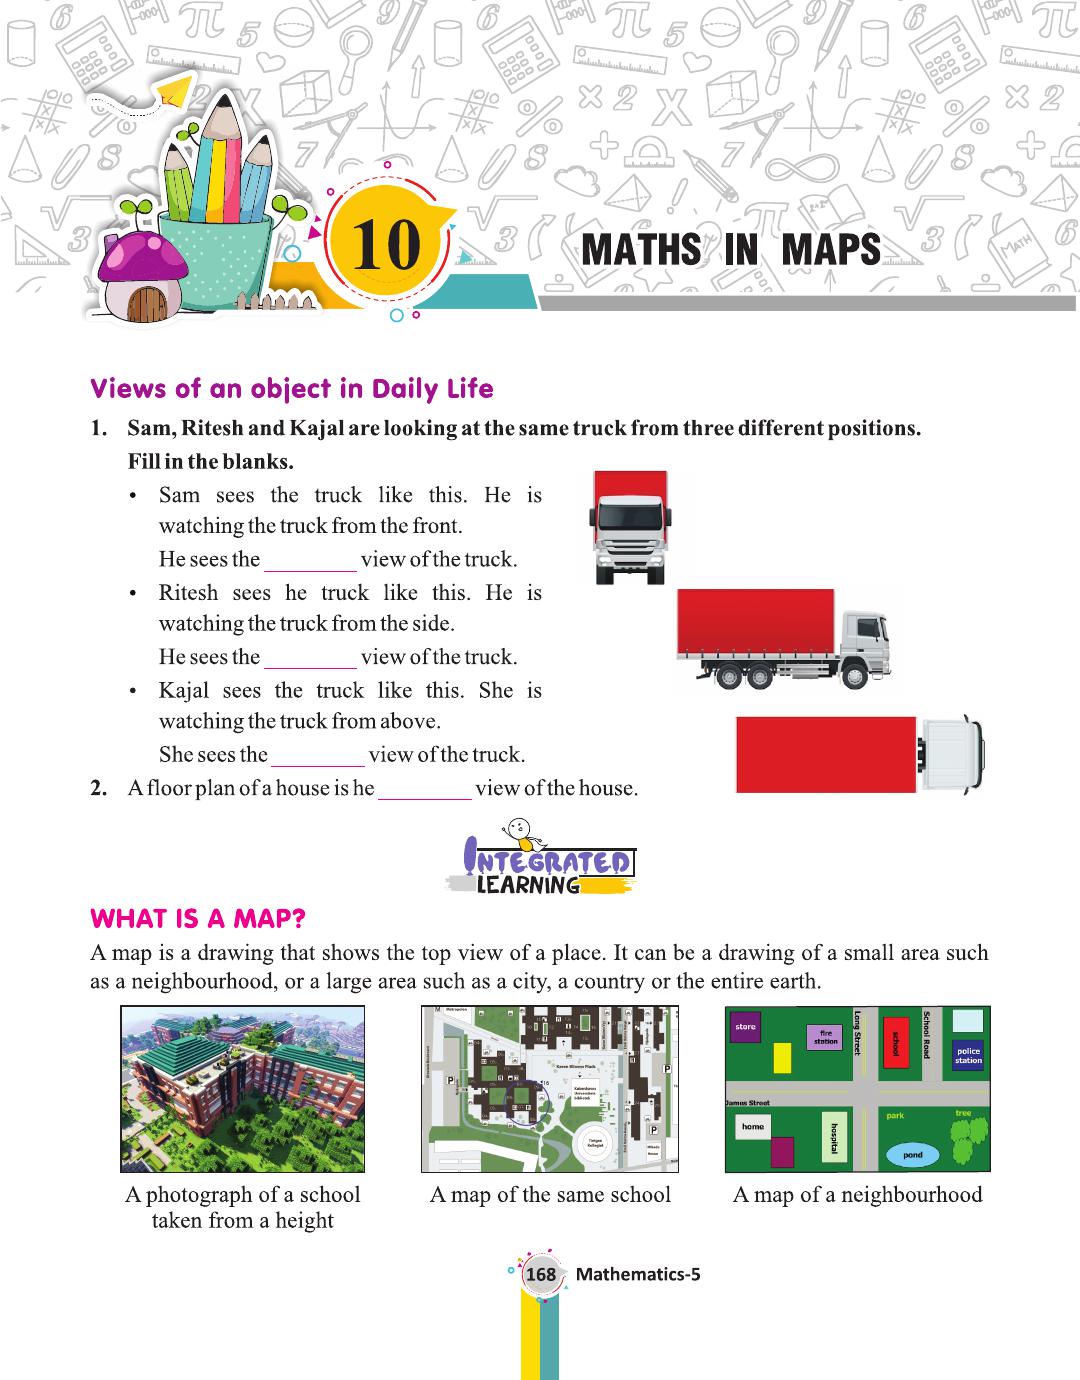 10
MATHS IN MAPS
Views of an object in Daily Life
1. Sam, Ritesh and Kajal are looking at the same truck from three different positions.
Fill in the blanks.
• Sam sees the truck like this. He is
watching the truck from the front.
He sees the ________ view of the truck.
• Ritesh sees he truck like this. He is
watching the truck from the side.
He sees the ________ view of the truck.
• Kajal sees the truck like this. She is
watching the truck from above.
She sees the ________ view of the truck.
2. A floor plan of a house is he ________ view of the house.
INTEGRATED
LEARNING
WHAT IS A MAP?
A map is a drawing that shows the top view of a place. It can be a drawing of a small area such
as a neighbourhood, or a large area such as a city, a country or the entire earth.
Metropolen
Karen Blixens Plads
P
P
P
store
fire
station
Long Street
school
School Road
police
station
James Street
home
hospital
park
tree
pond
A photograph of a school
taken from a height
A map of the same school
A map of a neighbourhood
168 Mathematics-5